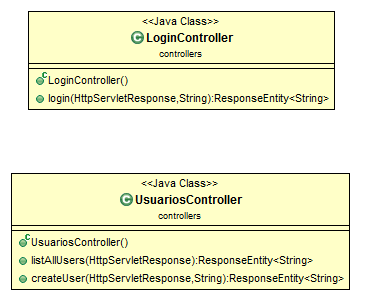 <<Java Class>>
LoginController
controllers
LoginController()
login(HttpServletResponse,String):ResponseEntity<String>
<<Java Class>>
UsuariosController
controllers
UsuariosController()
listAllUsers(HttpServletResponse):ResponseEntity<String>
createUser(HttpServletResponse,String):ResponseEntity<String>